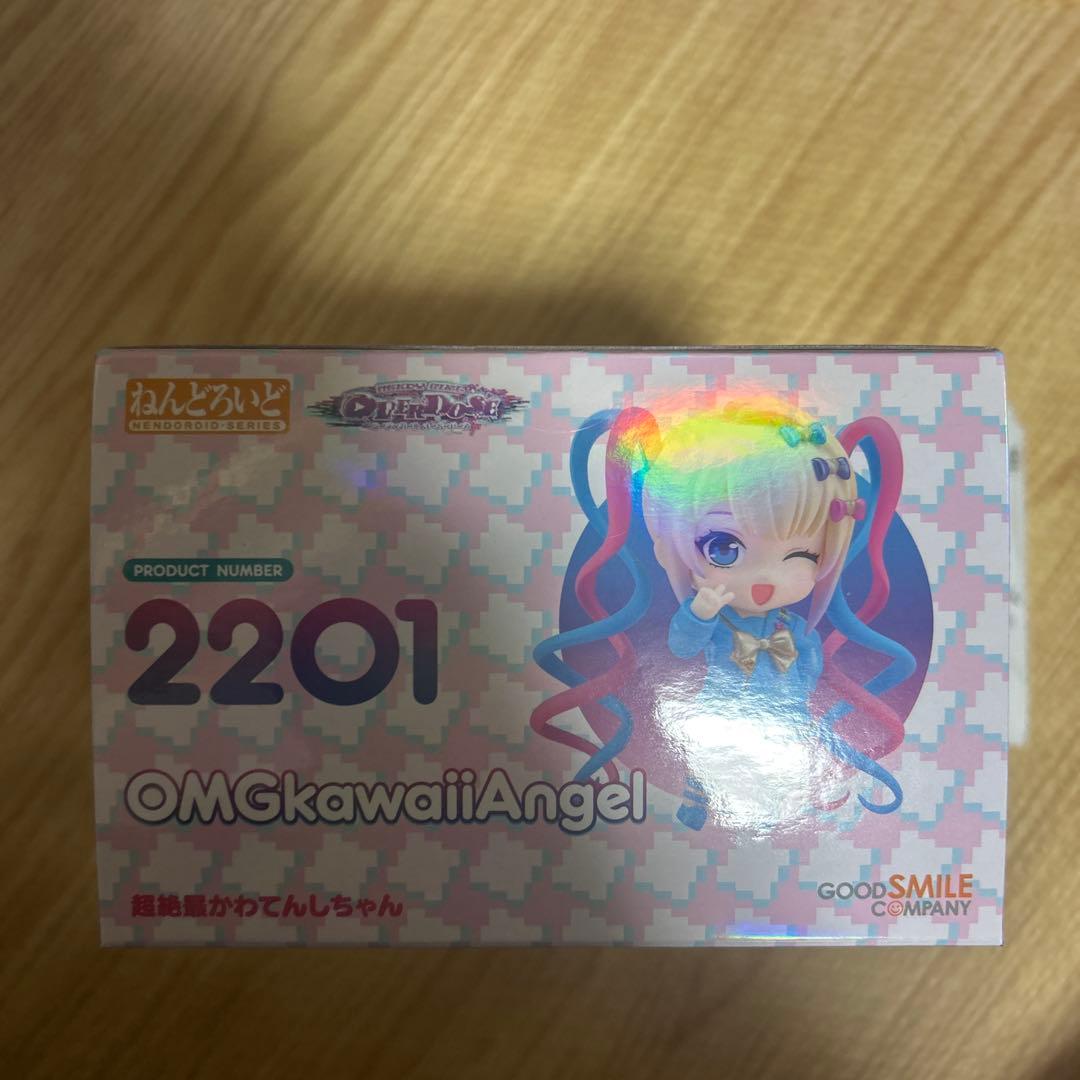 ねんどろいど
NENDOROID·SERIES
OVERDOSE
PRODUCT NUMBER
2201
OMGkawaiiAngel
超絶最かわてんしちゃん
GOOD SMILE
COMPANY